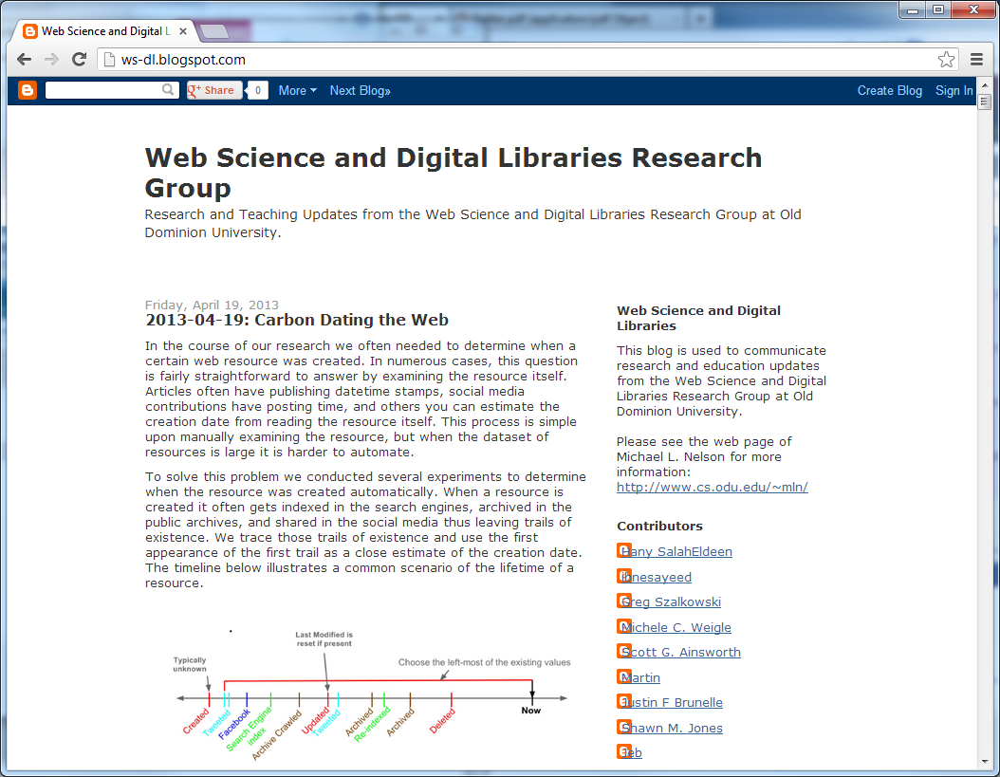 Web Science and Digital L
ws-dl.blogspot.com
Share
0
More
Next Blog»
Create Blog
Sign In
Web Science and Digital Libraries Research
Group
Research and Teaching Updates from the Web Science and Digital Libraries Research Group at Old
Dominion University.
Friday, April 19, 2013
2013-04-19: Carbon Dating the Web
In the course of our research we often needed to determine when a
certain web resource was created. In numerous cases, this question
is fairly straightforward to answer by examining the resource itself.
Articles often have publishing datetime stamps, social media
contributions have posting time, and others you can estimate the
creation date from reading the resource itself. This process is simple
upon manually examining the resource, but when the dataset of
resources is large it is harder to automate.
To solve this problem we conducted several experiments to determine
when the resource was created automatically. When a resource is
created it often gets indexed in the search engines, archived in the
public archives, and shared in the social media thus leaving trails of
existence. We trace those trails of existence and use the first
appearance of the first trail as a close estimate of the creation date.
The timeline below illustrates a common scenario of the lifetime of a
resource.
Typically
unknown
Last Modified is
reset if present
Choose the left-most of the existing values
Created
Tweeted
Facebook
Search Engine
index
Archive Crawled
Updated
Tweeted
Archived
Re-indexed
Archived
Deleted
Now
Web Science and Digital
Libraries
This blog is used to communicate
research and education updates
from the Web Science and Digital
Libraries Research Group at Old
Dominion University.
Please see the web page of
Michael L. Nelson for more
information:
http://www.cs.odu.edu/~mln/
Contributors
Hany SalahEldeen
ibnesayeed
Greg Szalkowski
Michele C. Weigle
Scott G. Ainsworth
Martin
Justin F Brunelle
Shawn M. Jones